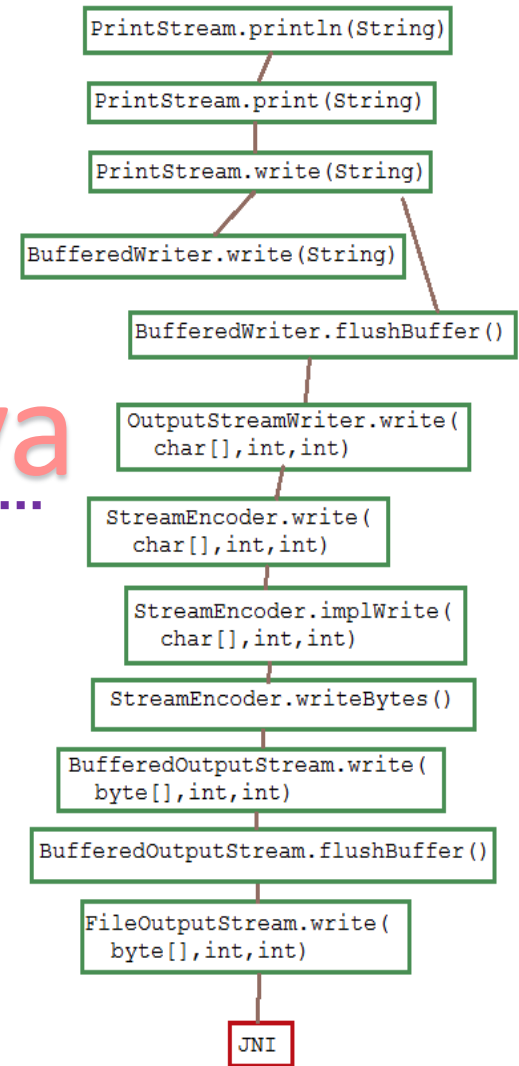 PrintStream.println(String)
PrintStream.print(String)
PrintStream.write(String)
BufferedWriter.write(String)
BufferedWriter.flushBuffer()
va
...
OutputStreamWriter.write(
char[],int,int)
StreamEncoder.write(
char[],int,int)
StreamEncoder.implWrite(
char[],int,int)
StreamEncoder.writeBytes()
BufferedOutputStream.write(
byte[],int,int)
BufferedOutputStream.flushBuffer()
FileOutputStream.write(
byte[],int,int)
JNI